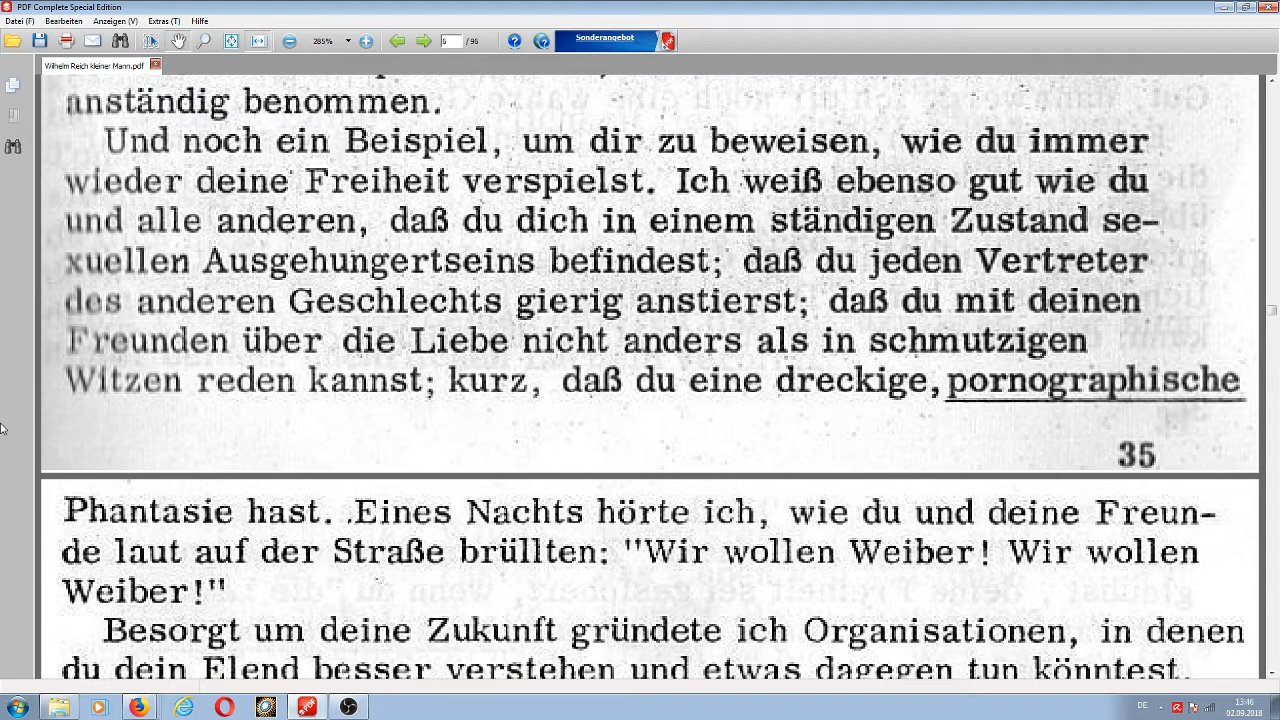 PDF Complete Special Edition
Datei (F) Bearbeiten Anzeigen (V) Extras (T) Hilfe
285% 5 / 95 Sonderangebot
Wilhelm Reich kleiner Mann.pdf
anständig benommen.
Und noch ein Beispiel, um dir zu beweisen, wie du immer
wieder deine Freiheit verspielst. Ich weiß ebenso gut wie du
und alle anderen, daß du dich in einem ständigen Zustand se-
xuellen Ausgehungertseins befindest; daß du jeden Vertreter
des anderen Geschlechts gierig anstierst; daß du mit deinen
Freunden über die Liebe nicht anders als in schmutzigen
Witzen reden kannst; kurz, daß du eine dreckige, pornographische
35
Phantasie hast. .Eines Nachts hörte ich, wie du und deine Freun-
de laut auf der Straße brüllten: "Wir wollen Weiber! Wir wollen
Weiber!"
Besorgt um deine Zukunft gründete ich Organisationen, in denen
du dein Elend besser verstehen und etwas dagegen tun könntest.
DE 13:46
02.09.2018